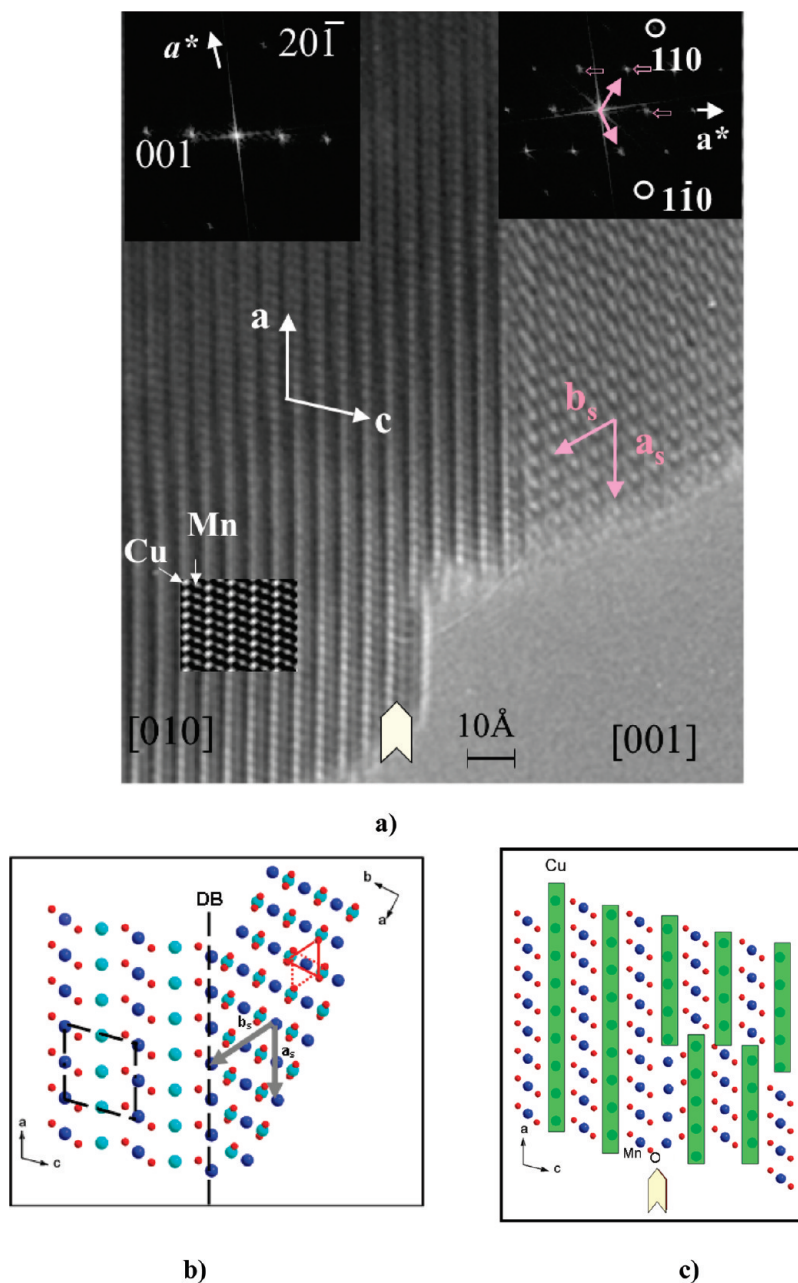 a*
201̅
001
110
a*
11̅0
a
c
b_s
a_s
Cu
Mn
[010]
10Å
[001]
a)
DB
b
a
b_s
a_s
a
c
b)
Cu
Mn
O
a
c
c)